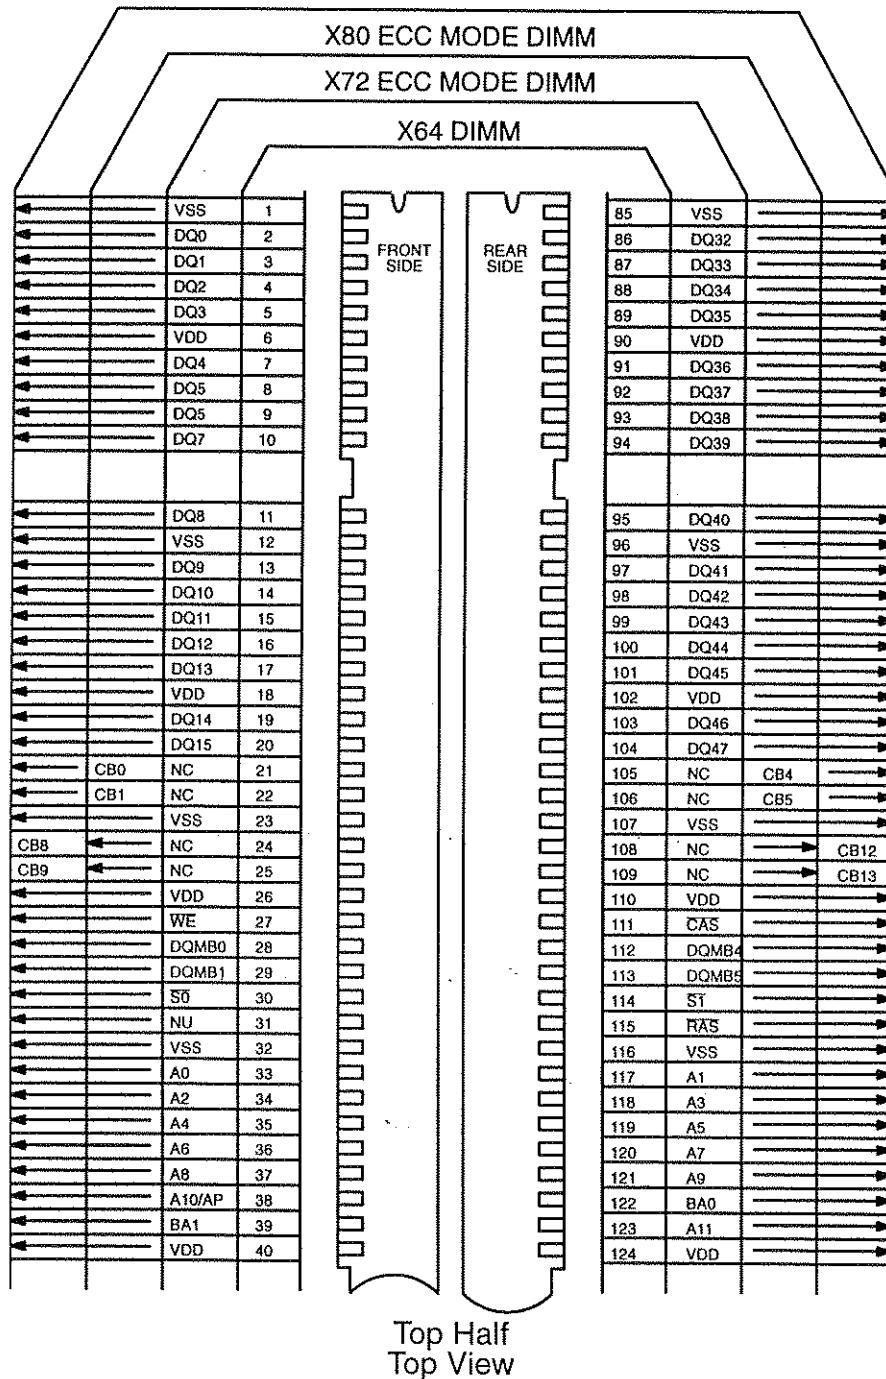 X80 ECC MODE DIMM
X72 ECC MODE DIMM
X64 DIMM
FRONT SIDE
REAR SIDE
VSS 1 85 VSS
DQ0 2 86 DQ32
DQ1 3 87 DQ33
DQ2 4 88 DQ34
DQ3 5 89 DQ35
VDD 6 90 VDD
DQ4 7 91 DQ36
DQ5 8 92 DQ37
DQ5 9 93 DQ38
DQ7 10 94 DQ39
DQ8 11 95 DQ40
VSS 12 96 VSS
DQ9 13 97 DQ41
DQ10 14 98 DQ42
DQ11 15 99 DQ43
DQ12 16 100 DQ44
DQ13 17 101 DQ45
VDD 18 102 VDD
DQ14 19 103 DQ46
DQ15 20 104 DQ47
CB0 NC 21 105 NC CB4
CB1 NC 22 106 NC CB5
VSS 23 107 VSS
CB8 NC 24 108 NC CB12
CB9 NC 25 109 NC CB13
VDD 26 110 VDD
W̅E̅ 27 111 C̅A̅S̅
DQMB0 28 112 DQMB4
DQMB1 29 113 DQMB5
S̅0̅ 30 114 S̅1̅
NU 31 115 R̅A̅S̅
VSS 32 116 VSS
A0 33 117 A1
A2 34 118 A3
A4 35 119 A5
A6 36 120 A7
A8 37 121 A9
A10/AP 38 122 BA0
BA1 39 123 A11
VDD 40 124 VDD
Top Half
Top View